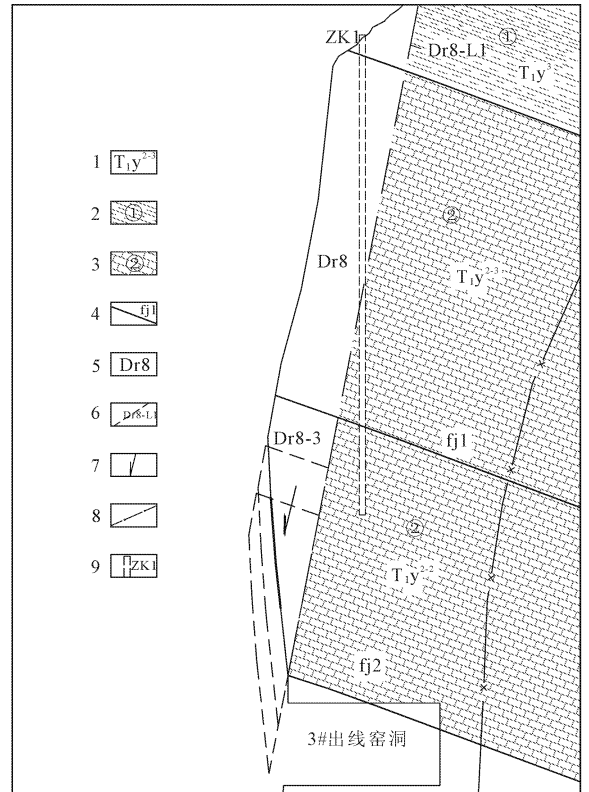 ZK1
Dr8-L1
①
T₁y³
②
T₁y²⁻³
Dr8
Dr8-3
fj1
②
T₁y²⁻²
fj2
3#出线窑洞
1 T₁y²⁻³
2 ①
3 ②
4 fj1
5 Dr8
6 Dr8-L1
7
8
9 ZK1